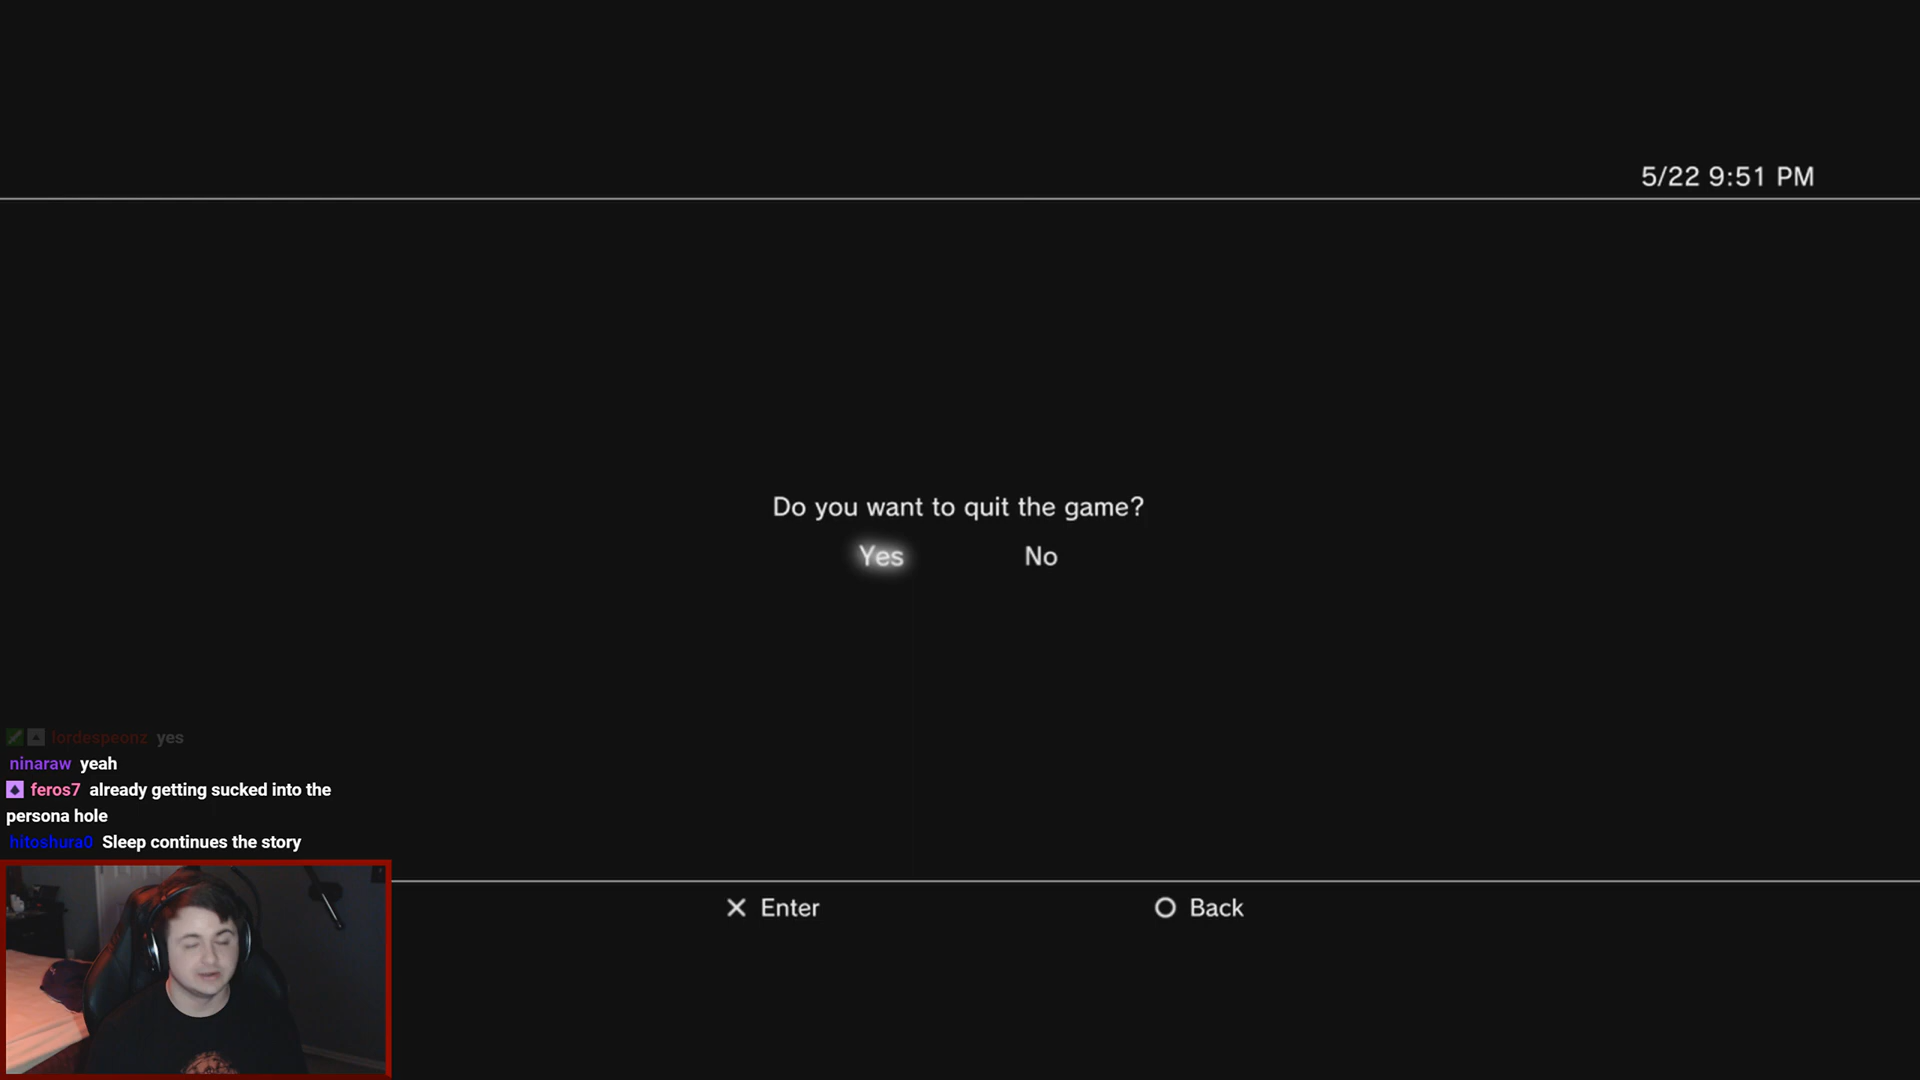 5/22 9:51 PM
Do you want to quit the game?
Yes No
lordespeonz yes
ninaraw yeah
feros7 already getting sucked into the
persona hole
hitoshura0 Sleep continues the story
Enter Back